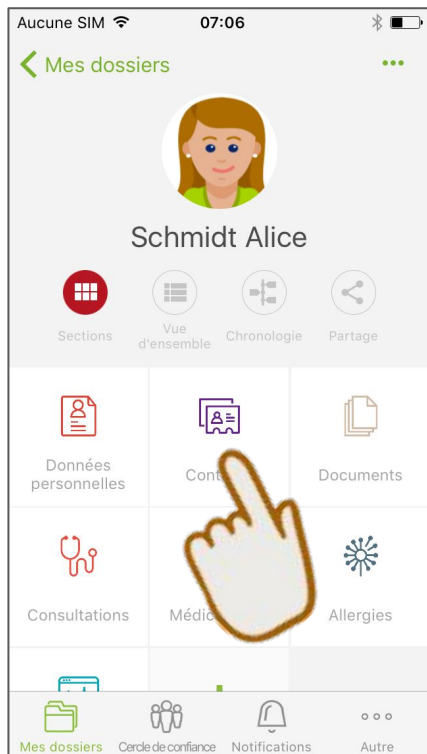 Aucune SIM 07:06
Mes dossiers
Schmidt Alice
Sections
Vue
d'ensemble
Chronologie
Partage
Données
personnelles
Documents
Consultations
Allergies
Mes dossiers Cercle de confiance Notifications Autre